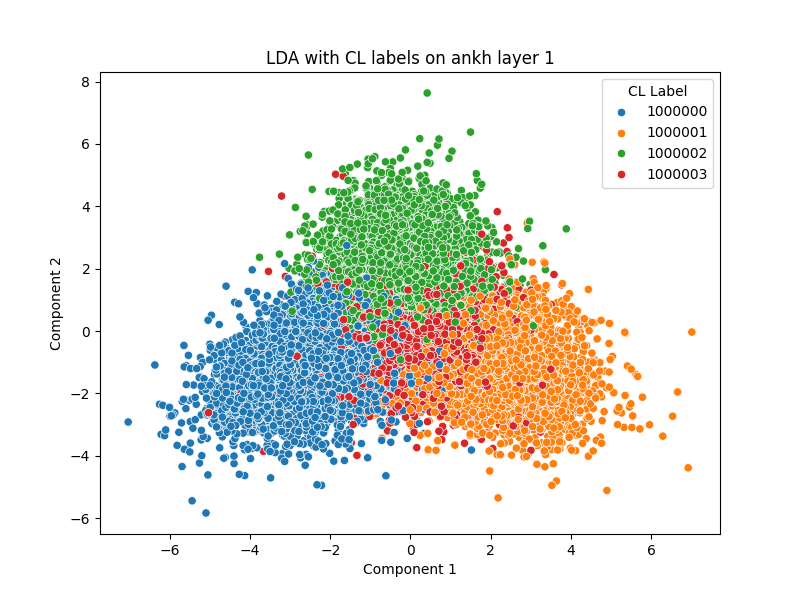 LDA with CL labels on ankh layer 1
CL Label
1000000
1000001
1000002
1000003
Component 2
8
6
4
2
0
−2
−4
−6
−6 −4 −2 0 2 4 6
Component 1